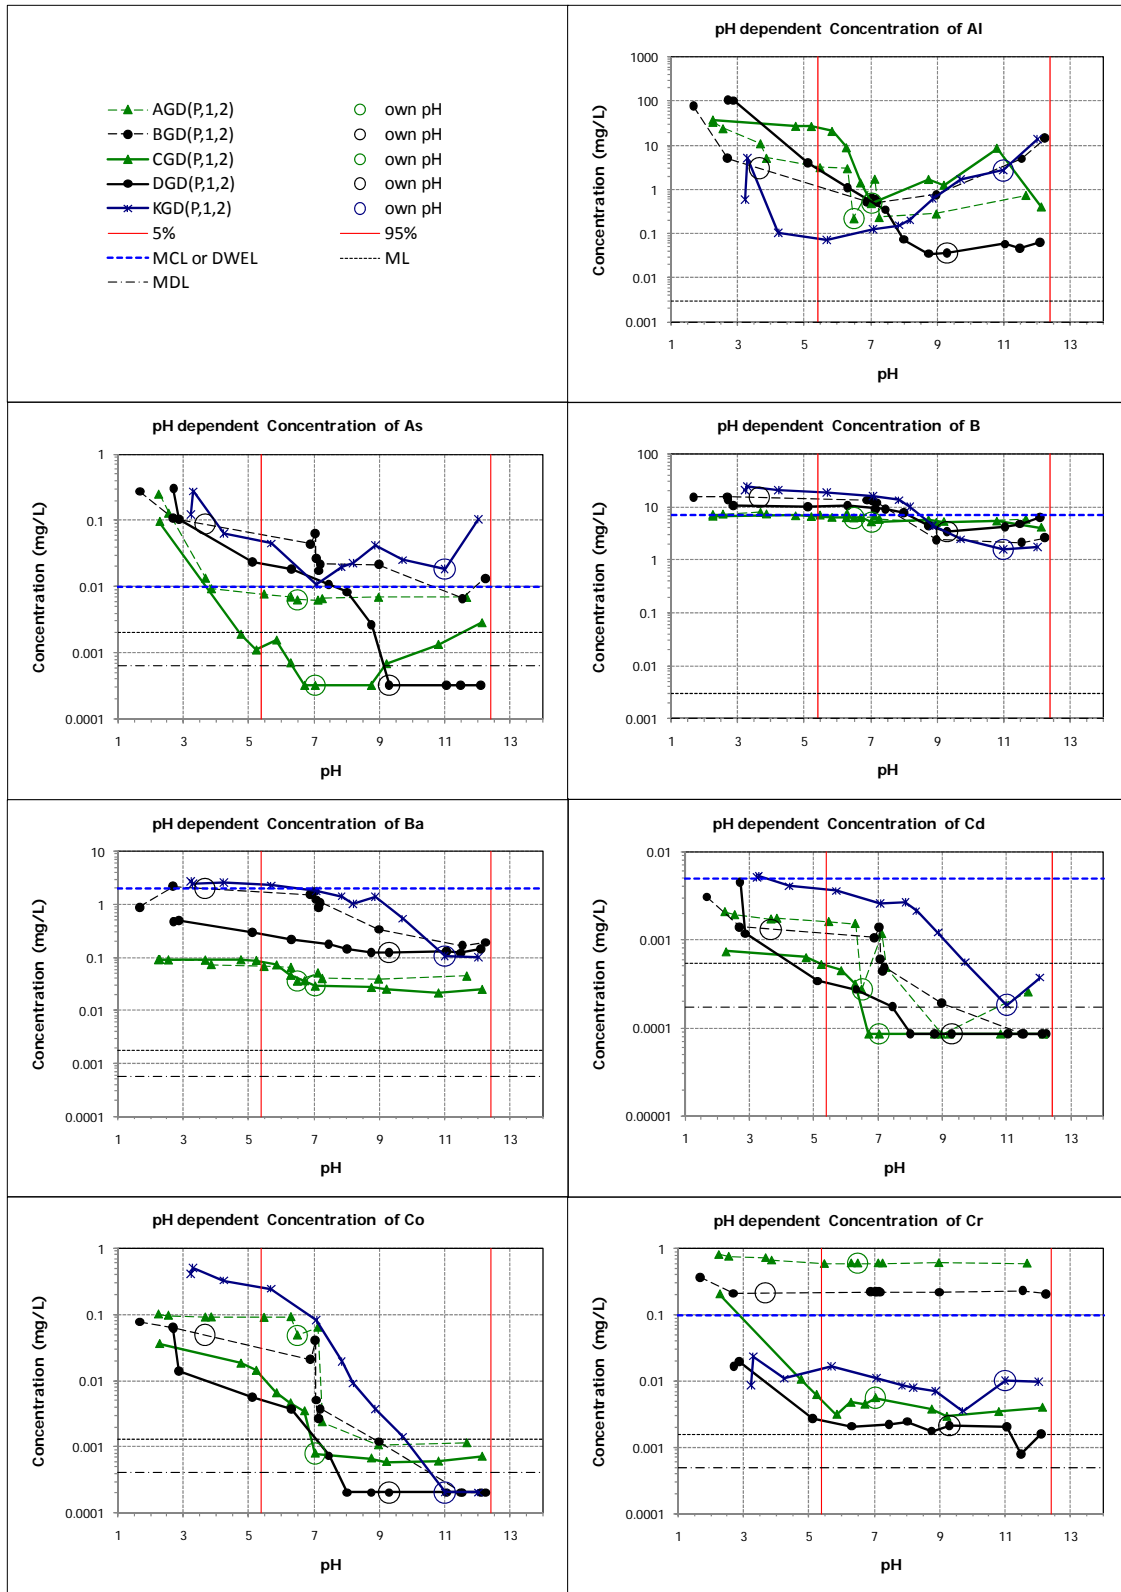 AGD(P,1,2) own pH
BGD(P,1,2) own pH
CGD(P,1,2) own pH
DGD(P,1,2) own pH
KGD(P,1,2) own pH
5% 95%
MCL or DWEL ML
MDL
pH dependent Concentration of Al
Concentration (mg/L)
1000
100
10
1
0.1
0.01
0.001
1 3 5 7 9 11 13
pH
pH dependent Concentration of As
Concentration (mg/L)
1
0.1
0.01
0.001
0.0001
1 3 5 7 9 11 13
pH
pH dependent Concentration of B
Concentration (mg/L)
100
10
1
0.1
0.01
0.001
1 3 5 7 9 11 13
pH
pH dependent Concentration of Ba
Concentration (mg/L)
10
1
0.1
0.01
0.001
0.0001
1 3 5 7 9 11 13
pH
pH dependent Concentration of Cd
Concentration (mg/L)
0.01
0.001
0.0001
0.00001
1 3 5 7 9 11 13
pH
pH dependent Concentration of Co
Concentration (mg/L)
1
0.1
0.01
0.001
0.0001
1 3 5 7 9 11 13
pH
pH dependent Concentration of Cr
Concentration (mg/L)
1
0.1
0.01
0.001
0.0001
1 3 5 7 9 11 13
pH